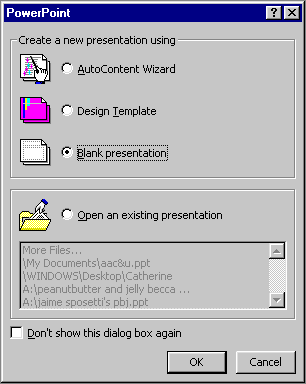 PowerPoint
Create a new presentation using
AutoContent Wizard
Design Template
Blank presentation
Open an existing presentation
More Files...
\My Documents\aac&u.ppt
\WINDOWS\Desktop\Catherine
A:\peanutbutter and jelly becca ...
A:\jaime sposetti's pbj.ppt
Don't show this dialog box again
OK Cancel